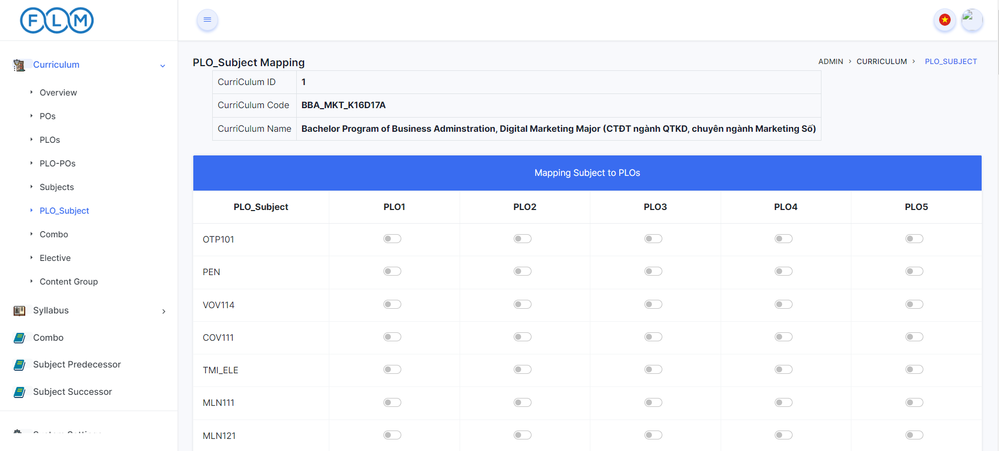 FLM
Curriculum
Overview
POs
PLOs
PLO-POs
Subjects
PLO_Subject
Combo
Elective
Content Group
Syllabus
Combo
Subject Predecessor
Subject Successor
System Settings
PLO_Subject Mapping
ADMIN > CURRICULUM > PLO_SUBJECT
CurriCulum ID 1
CurriCulum Code BBA_MKT_K16D17A
CurriCulum Name Bachelor Program of Business Adminstration, Digital Marketing Major (CTĐT ngành QTKD, chuyên ngành Marketing Số)
Mapping Subject to PLOs
PLO_Subject PLO1 PLO2 PLO3 PLO4 PLO5
OTP101
PEN
VOV114
COV111
TMI_ELE
MLN111
MLN121